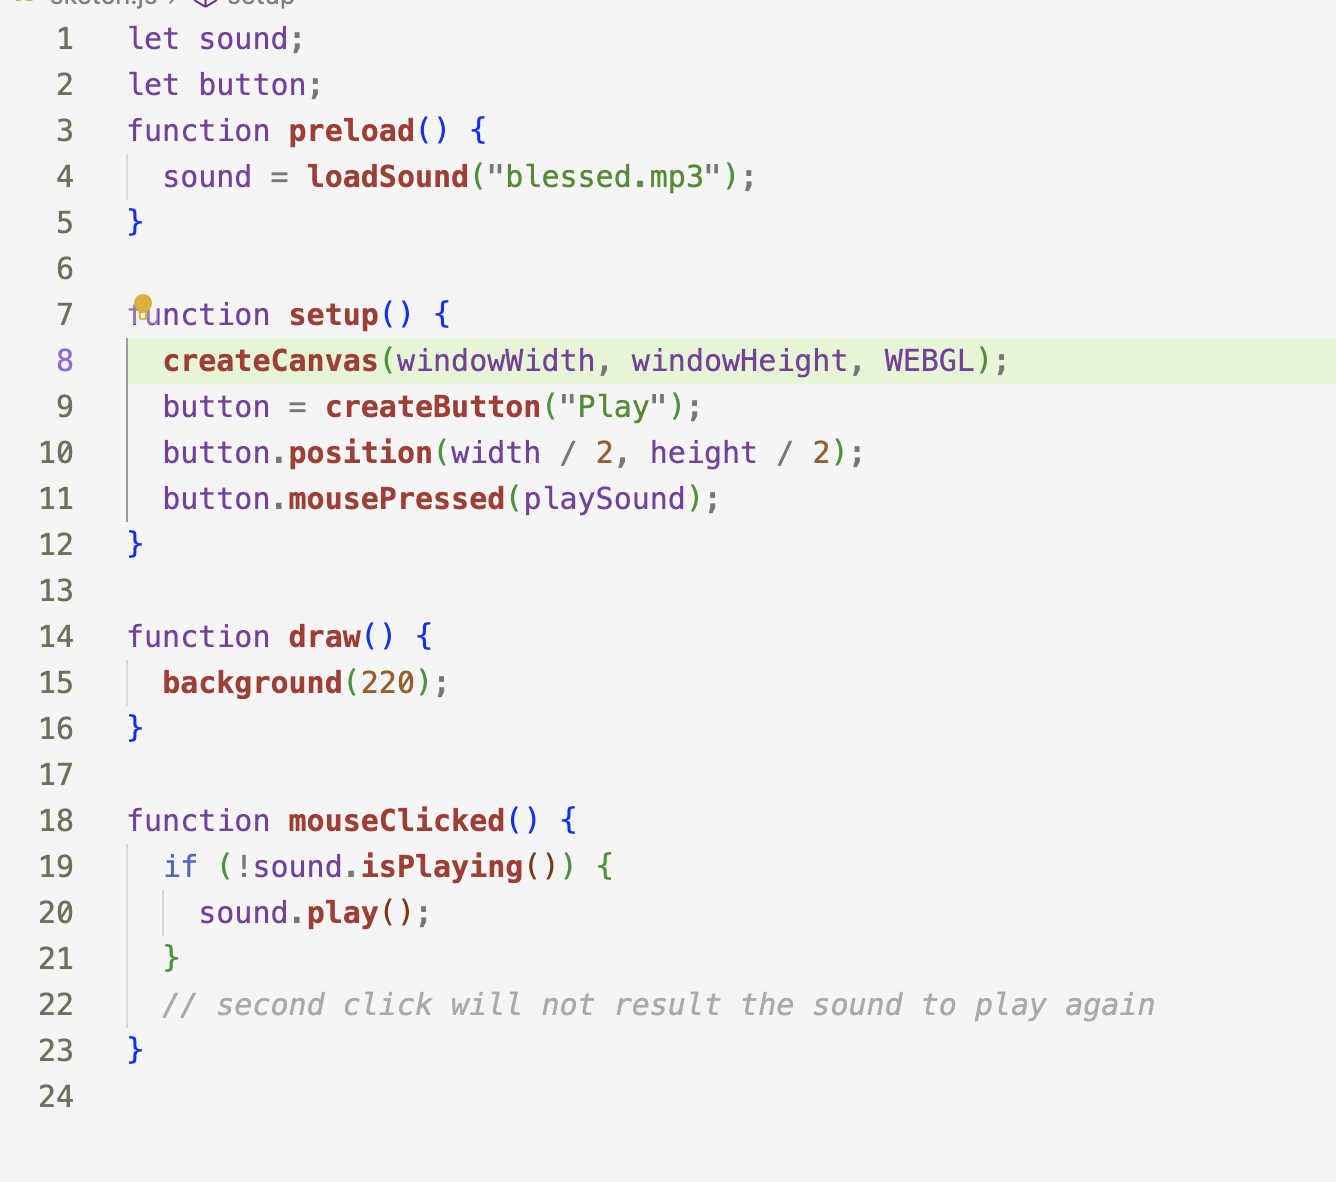 sketch.js > setup
1 let sound;
2 let button;
3 function preload() {
4 sound = loadSound("blessed.mp3");
5 }
6
7 function setup() {
8 createCanvas(windowWidth, windowHeight, WEBGL);
9 button = createButton("Play");
10 button.position(width / 2, height / 2);
11 button.mousePressed(playSound);
12 }
13
14 function draw() {
15 background(220);
16 }
17
18 function mouseClicked() {
19 if (!sound.isPlaying()) {
20 sound.play();
21 }
22 // second click will not result the sound to play again
23 }
24